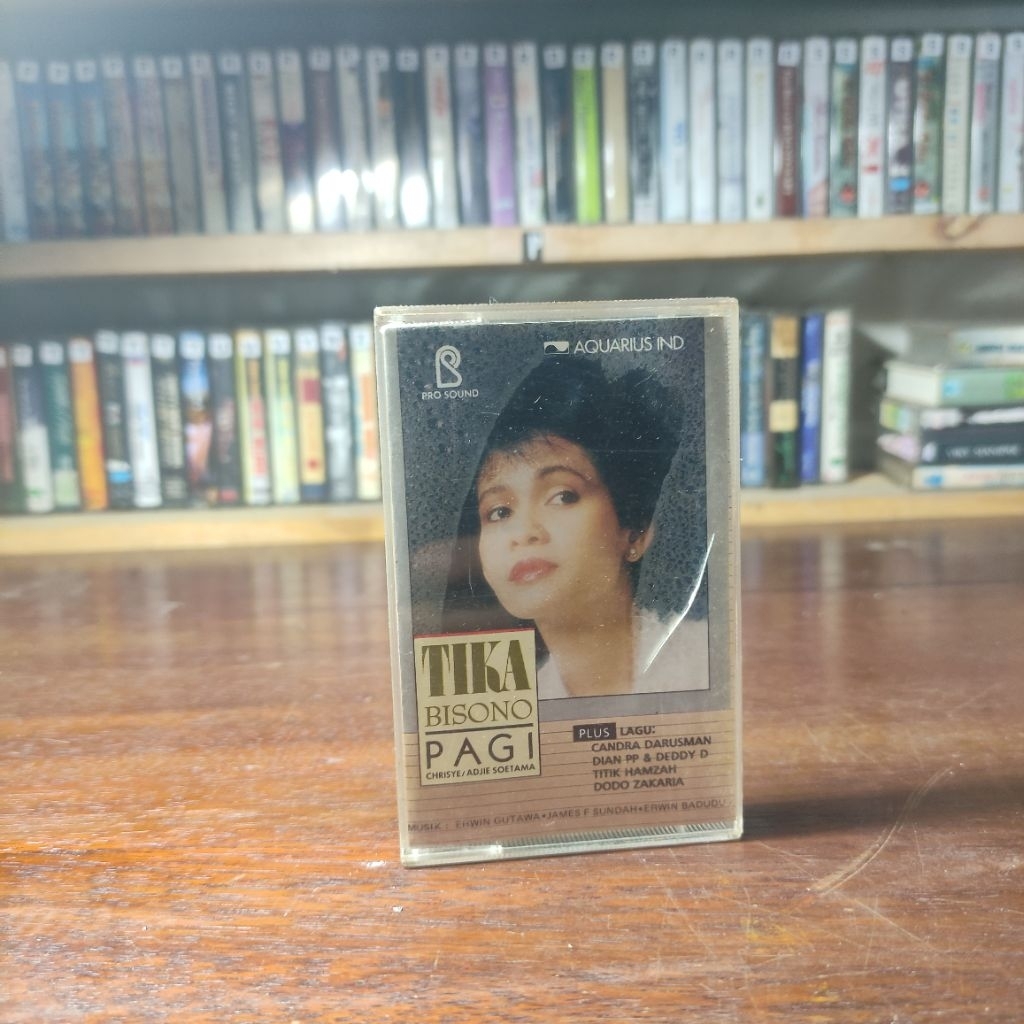 PRO SOUND
AQUARIUS IND
TIKA
BISONO
PAGI
CHRISYE/ADJIE SOETAMA
PLUS LAGU:
CANDRA DARUSMAN
DIAN PP & DEDDY D
TITIK HAMZAH
DODO ZAKARIA
MUSIK : ERWIN GUTAWA•JAMES F SUNDAH•ERWIN BADUDU